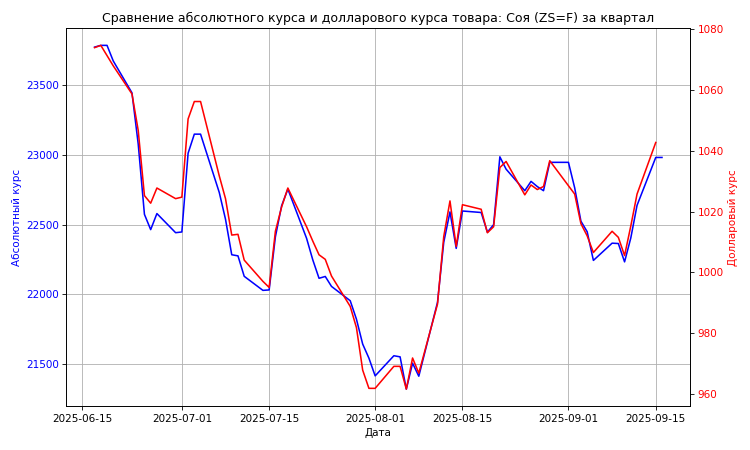 Сравнение абсолютного курса и долларового курса товара: Соя (ZS=F) за квартал
1080
23500
1060
23000
1040
Абсолютный курс
22500
1020
Долларовый курс
22000
1000
980
21500
960
2025-06-15 2025-07-01 2025-07-15 2025-08-01 2025-08-15 2025-09-01 2025-09-15
Дата